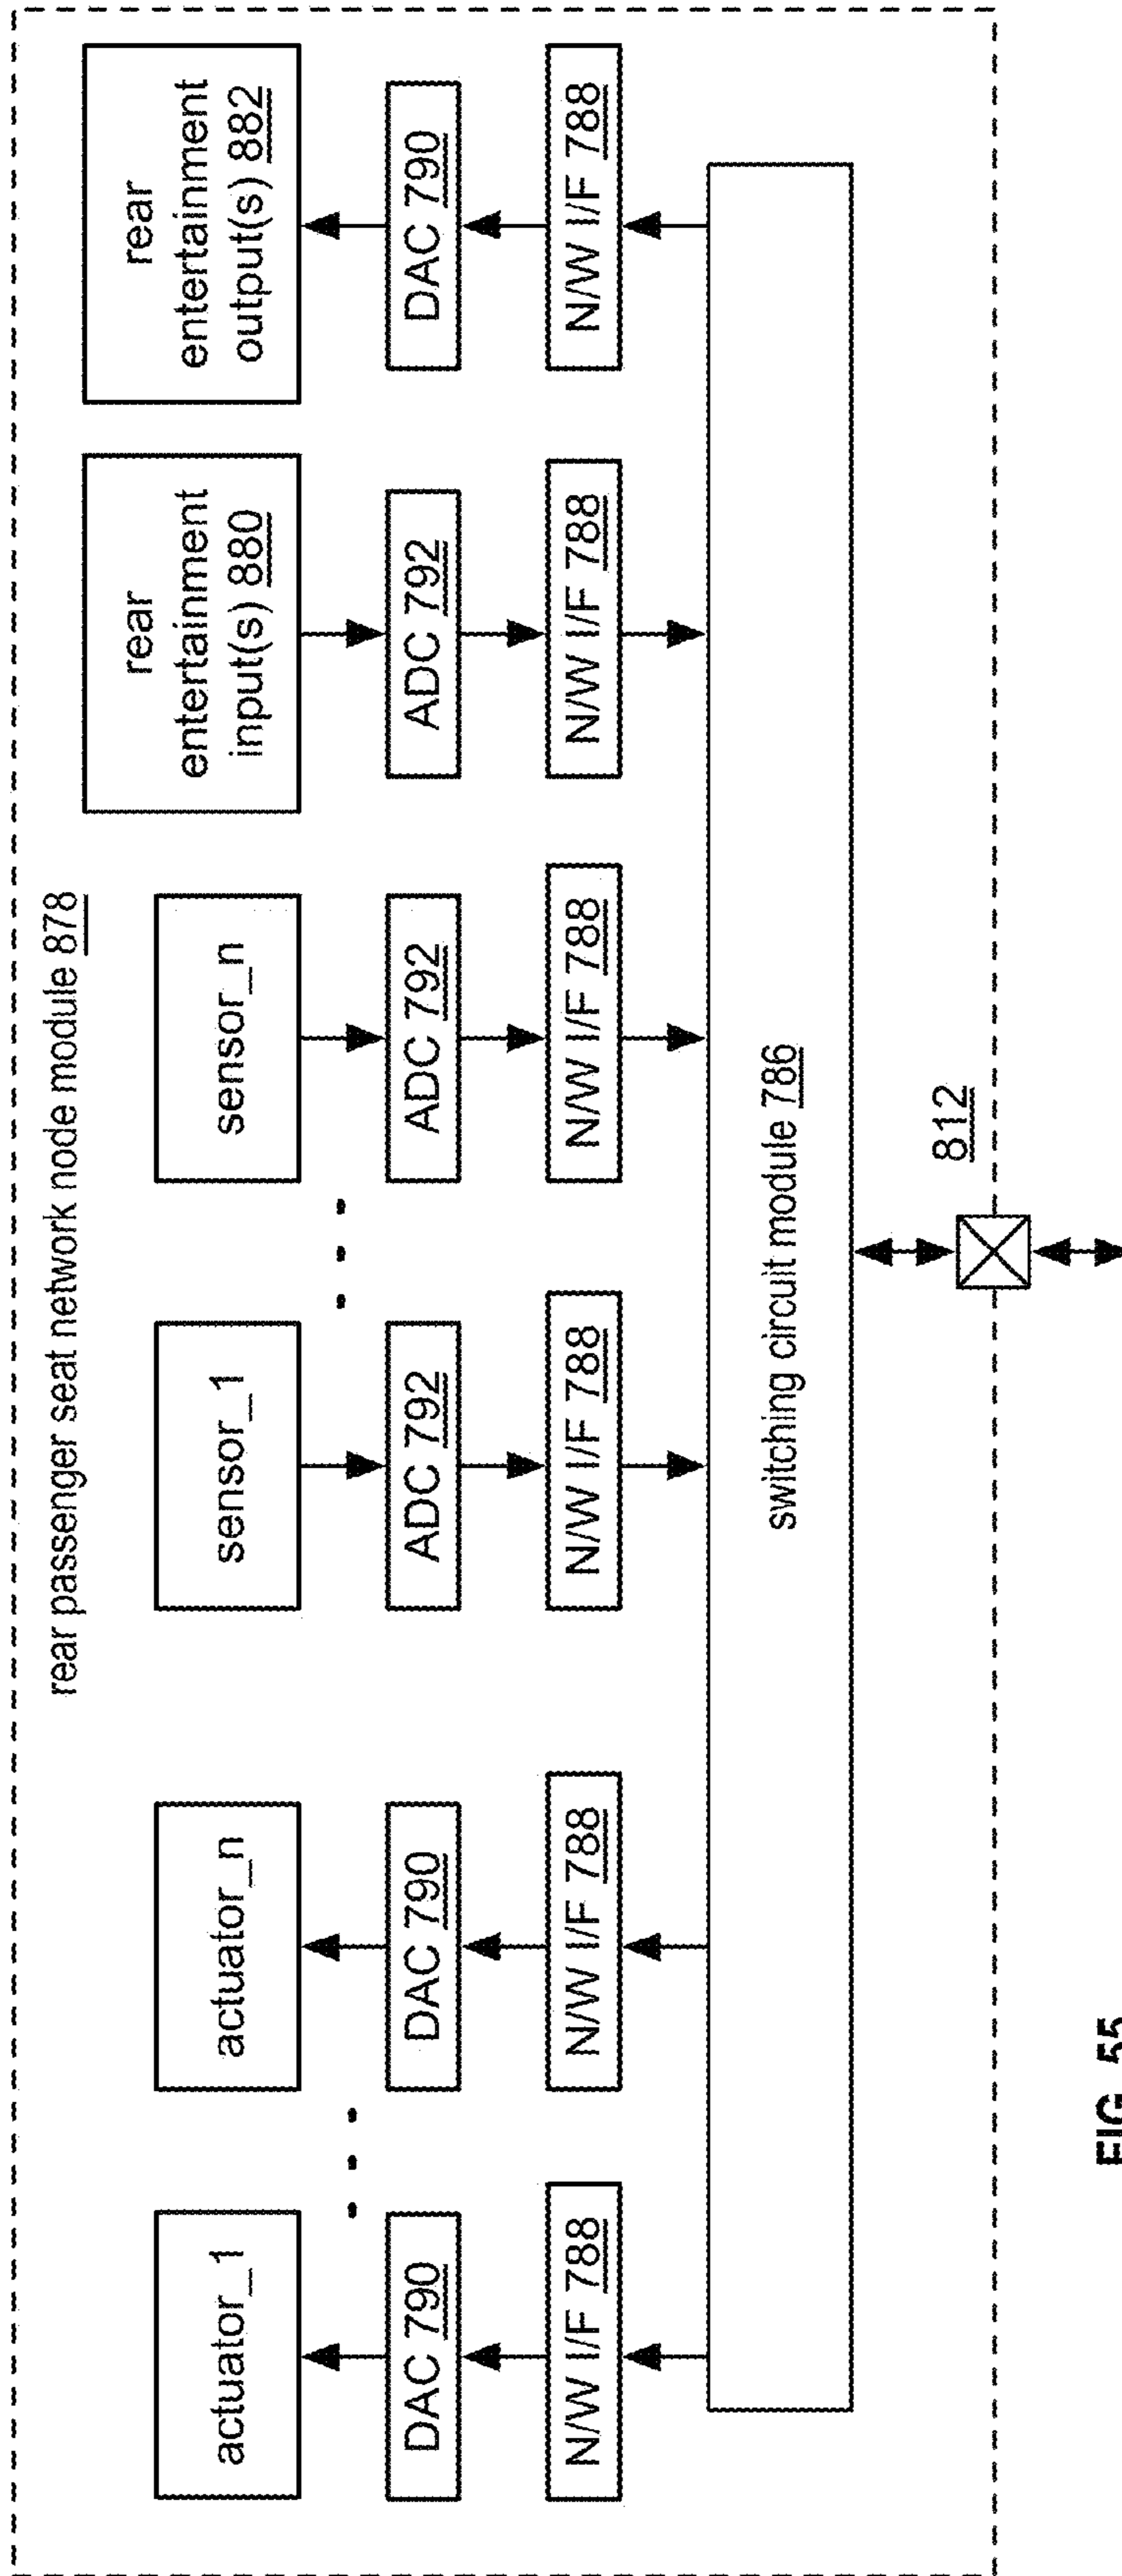 rear passenger seat network node module 878
actuator_1
actuator_n
sensor_1
sensor_n
rear
entertainment
input(s) 880
rear
entertainment
output(s) 882
DAC 790
DAC 790
ADC 792
ADC 792
ADC 792
DAC 790
N/W I/F 788
N/W I/F 788
N/W I/F 788
N/W I/F 788
N/W I/F 788
N/W I/F 788
switching circuit module 786
812
FIG. 55